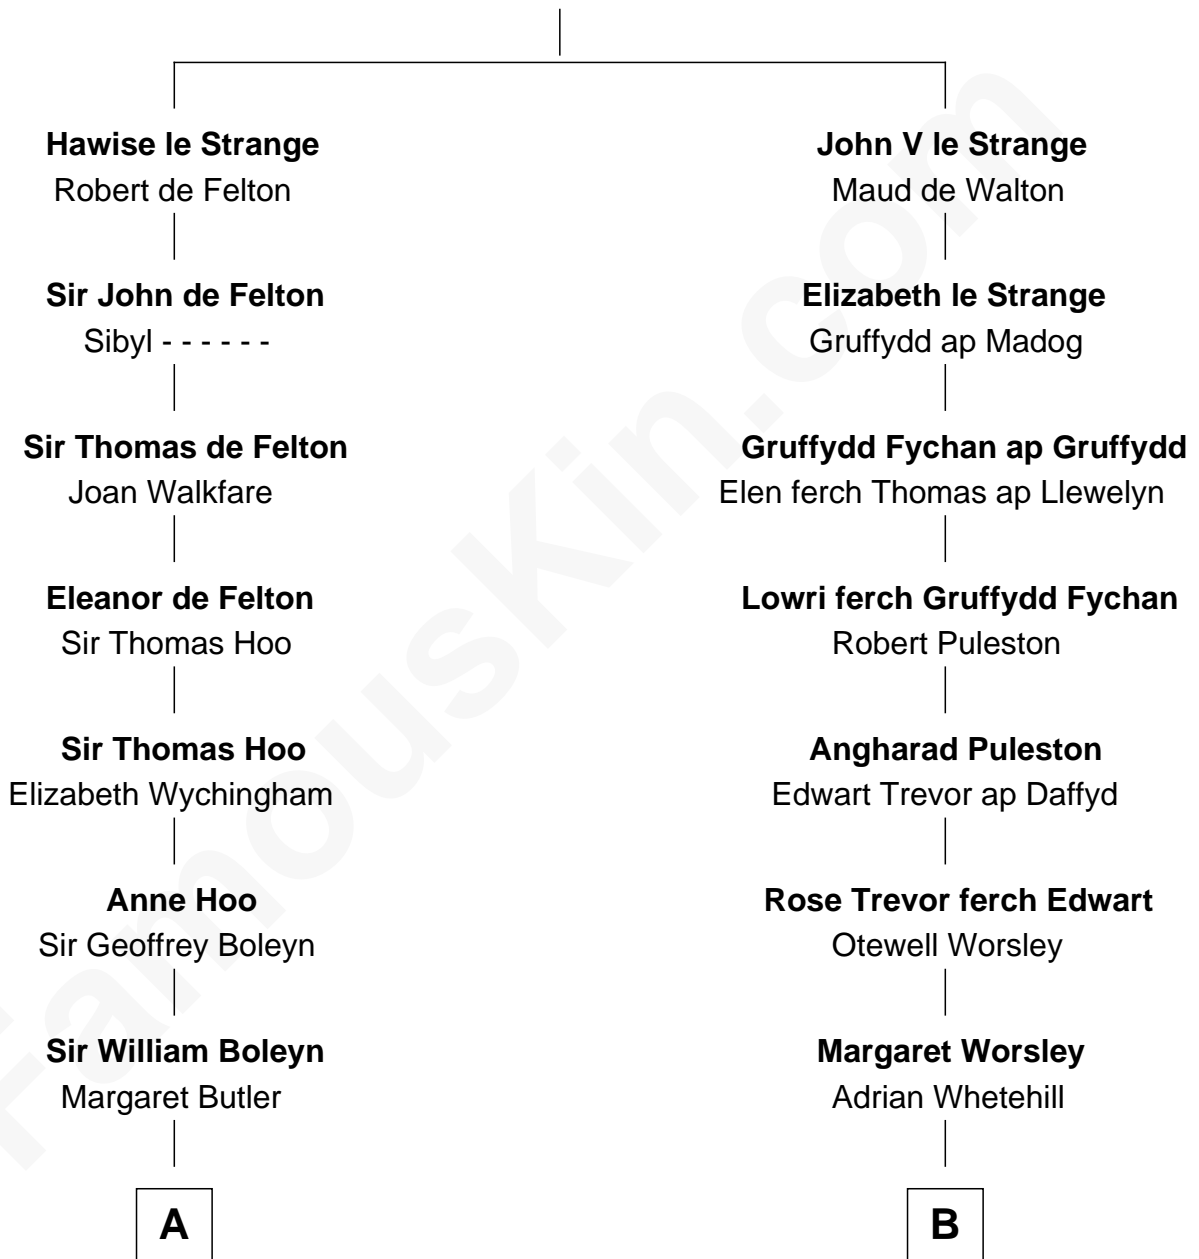 Hawise le Strange
Robert de Felton
Sir John de Felton
Sibyl - - - - - -
Sir Thomas de Felton
Joan Walkfare
Eleanor de Felton
Sir Thomas Hoo
Sir Thomas Hoo
Elizabeth Wychingham
Anne Hoo
Sir Geoffrey Boleyn
Sir William Boleyn
Margaret Butler
A
John V le Strange
Maud de Walton
Elizabeth le Strange
Gruffydd ap Madog
Gruffydd Fychan ap Gruffydd
Elen ferch Thomas ap Llewelyn
Lowri ferch Gruffydd Fychan
Robert Puleston
Angharad Puleston
Edwart Trevor ap Daffyd
Rose Trevor ferch Edwart
Otewell Worsley
Margaret Worsley
Adrian Whetehill
B
FamousKin.com